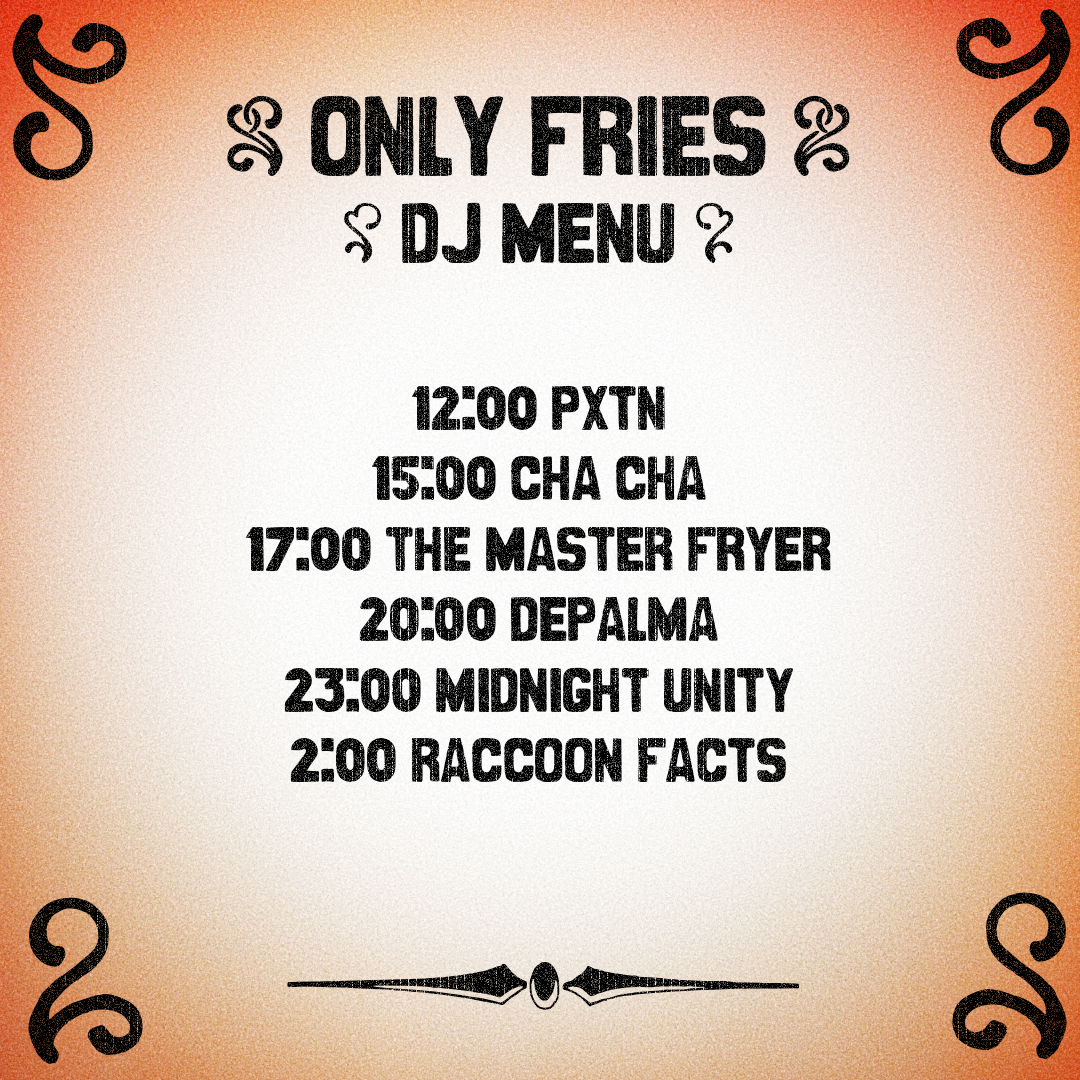 ONLY FRIES
DJ MENU
12:00 PXTN
15:00 CHA CHA
17:00 THE MASTER FRYER
20:00 DEPALMA
23:00 MIDNIGHT UNITY
2:00 RACCOON FACTS